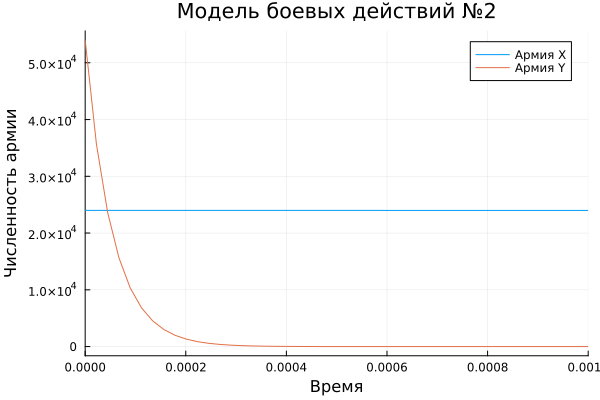 Модель боевых действий №2
Численность армии
5.0×10⁴
4.0×10⁴
3.0×10⁴
2.0×10⁴
1.0×10⁴
0
Армия X
Армия Y
0.0000 0.0002 0.0004 0.0006 0.0008 0.001
Время